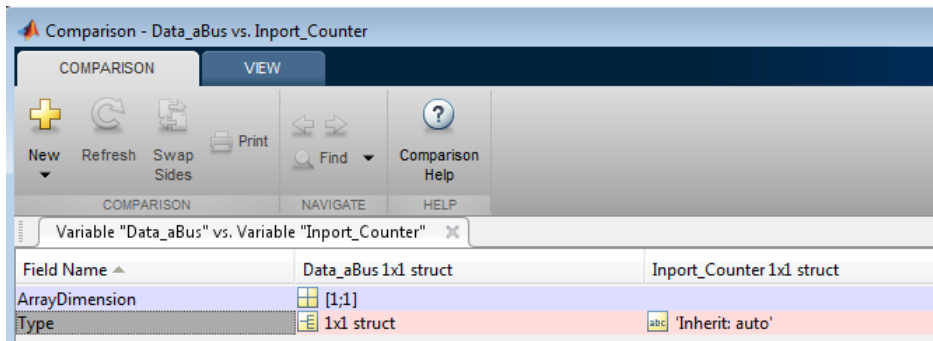 Comparison - Data_aBus vs. Inport_Counter
COMPARISON VIEW
New Refresh Swap Sides Print Find Comparison Help
COMPARISON NAVIGATE HELP
Variable "Data_aBus" vs. Variable "Inport_Counter"
Field Name Data_aBus 1x1 struct Inport_Counter 1x1 struct
ArrayDimension [1;1]
Type 1x1 struct abc 'Inherit: auto'